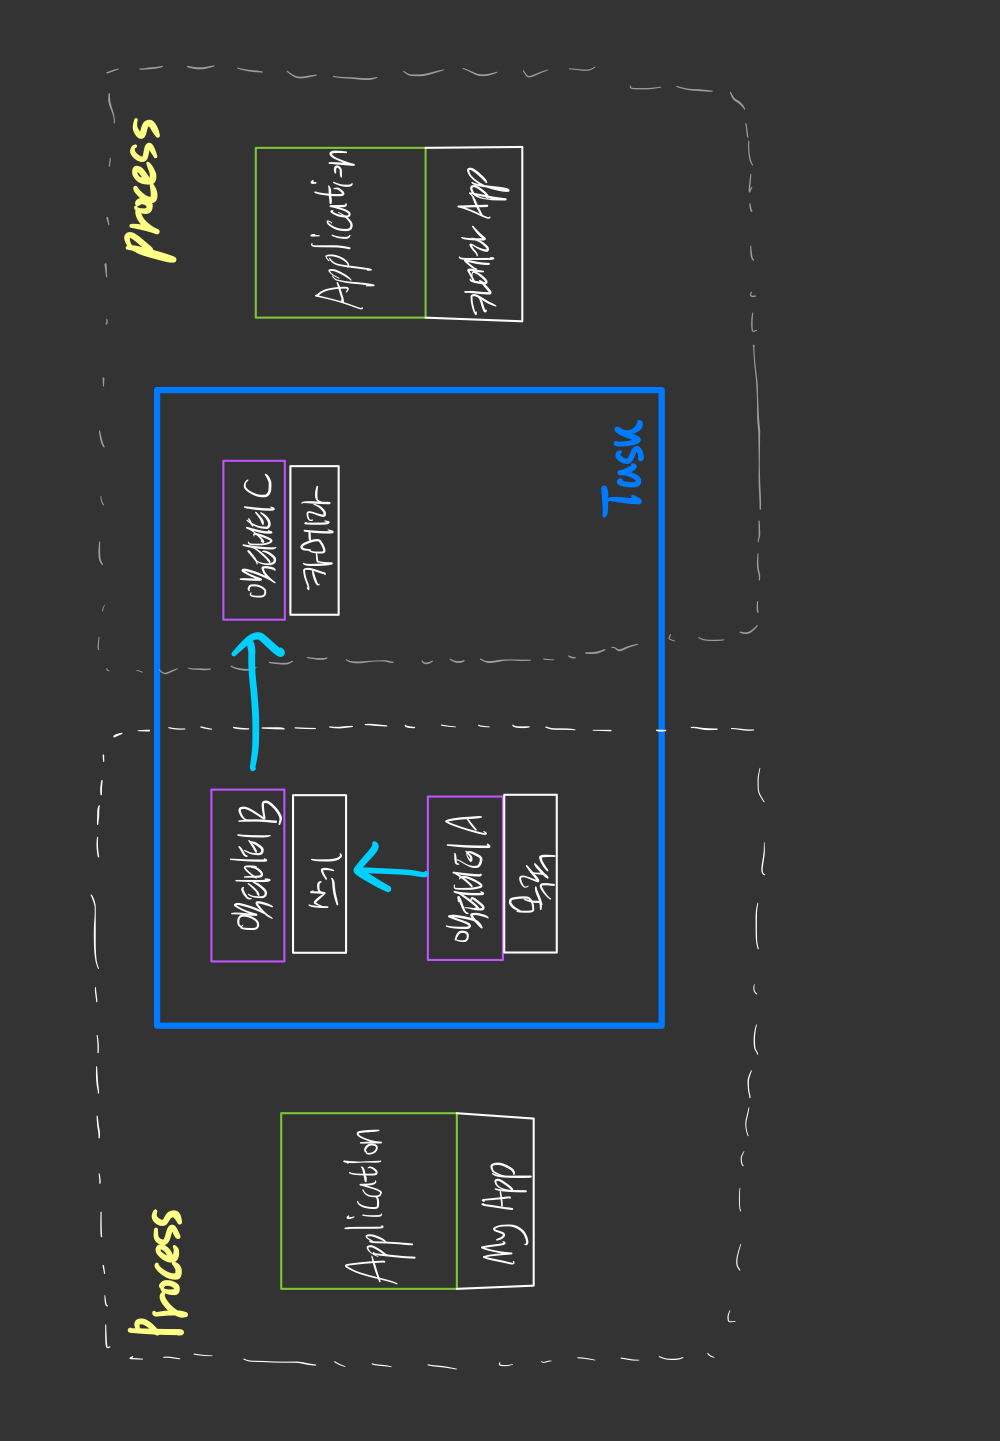 Process
process
액티비티 B
쓰기
액티비티 C
카메라
Application
My App
액티비티 A
목록
Application
카메라 App
Task